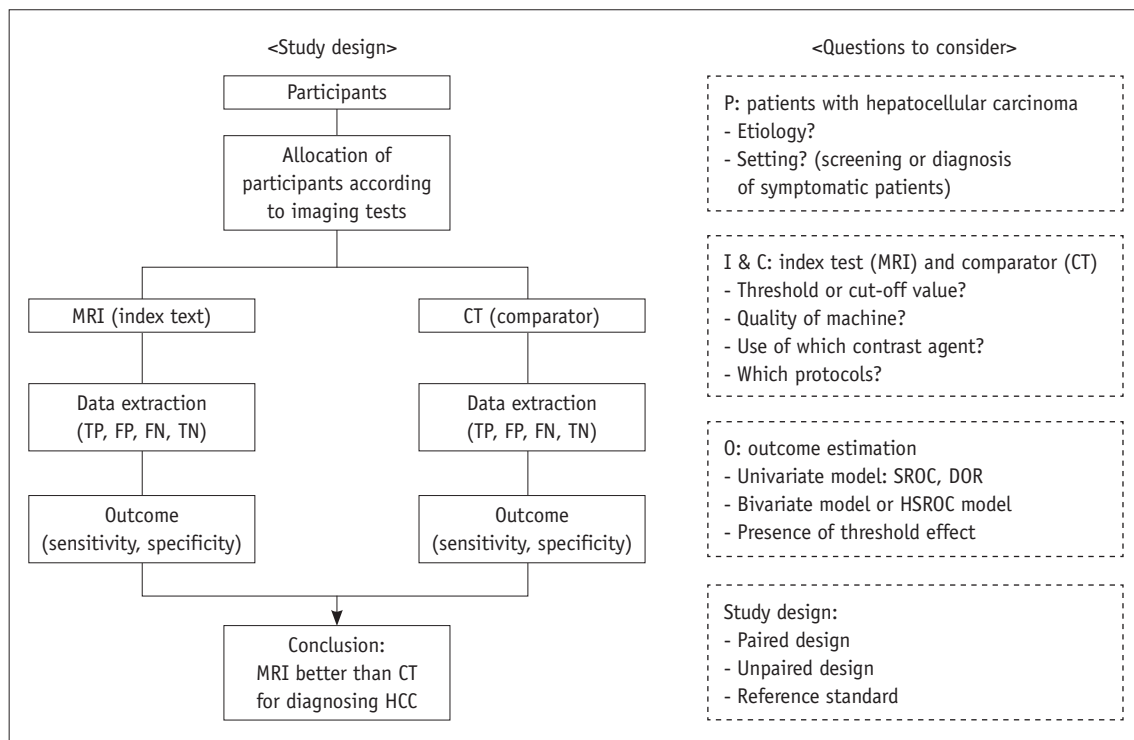 <Study design>
Participants
Allocation of
participants according
to imaging tests
MRI (index text)
CT (comparator)
Data extraction
(TP, FP, FN, TN)
Data extraction
(TP, FP, FN, TN)
Outcome
(sensitivity, specificity)
Outcome
(sensitivity, specificity)
Conclusion:
MRI better than CT
for diagnosing HCC
<Questions to consider>
P: patients with hepatocellular carcinoma
- Etiology?
- Setting? (screening or diagnosis
of symptomatic patients)
I & C: index test (MRI) and comparator (CT)
- Threshold or cut-off value?
- Quality of machine?
- Use of which contrast agent?
- Which protocols?
O: outcome estimation
- Univariate model: SROC, DOR
- Bivariate model or HSROC model
- Presence of threshold effect
Study design:
- Paired design
- Unpaired design
- Reference standard